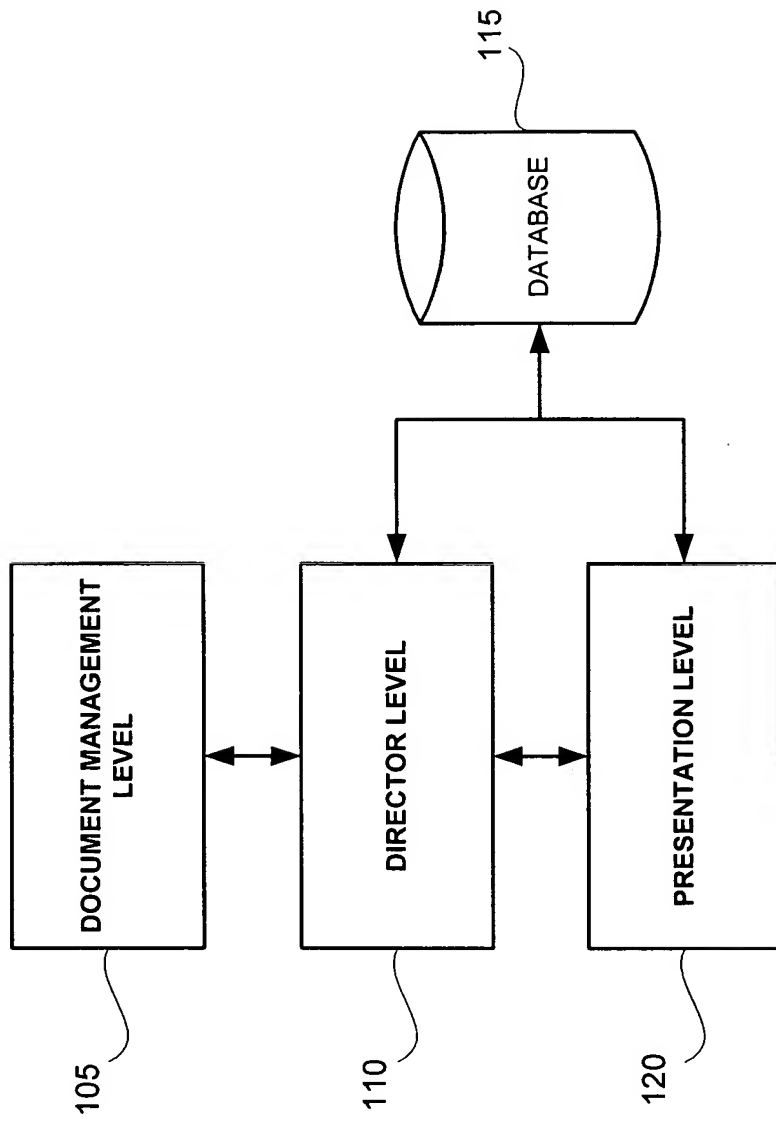 105
DOCUMENT MANAGEMENT
LEVEL
110
DIRECTOR LEVEL
115
DATABASE
120
PRESENTATION LEVEL